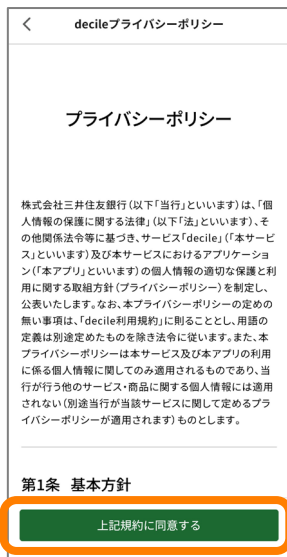 decileプライバシーポリシー
プライバシーポリシー
株式会社三井住友銀行(以下「当行」といいます)は、「個
人情報の保護に関する法律」(以下「法」といいます)、そ
の他関係法令等に基づき、サービス「decile」(「本サービ
ス」といいます)及び本サービスにおけるアプリケーショ
ン(「本アプリ」といいます)の個人情報の適切な保護と利
用に関する取組方針(プライバシーポリシー)を制定し、
公表いたします。なお、本プライバシーポリシーの定めの
無い事項は、「decile利用規約」に則ることとし、用語の
定義は別途定めたものを除き法令に従います。また、本
プライバシーポリシーは本サービス及び本アプリの利用
に係る個人情報に関してのみ適用されるものであり、当
行が行う他のサービス・商品に関する個人情報には適用
されない(別途当行が当該サービスに関して定めるプラ
イバシーポリシーが適用されます)ものとします。
第1条 基本方針
上記規約に同意する